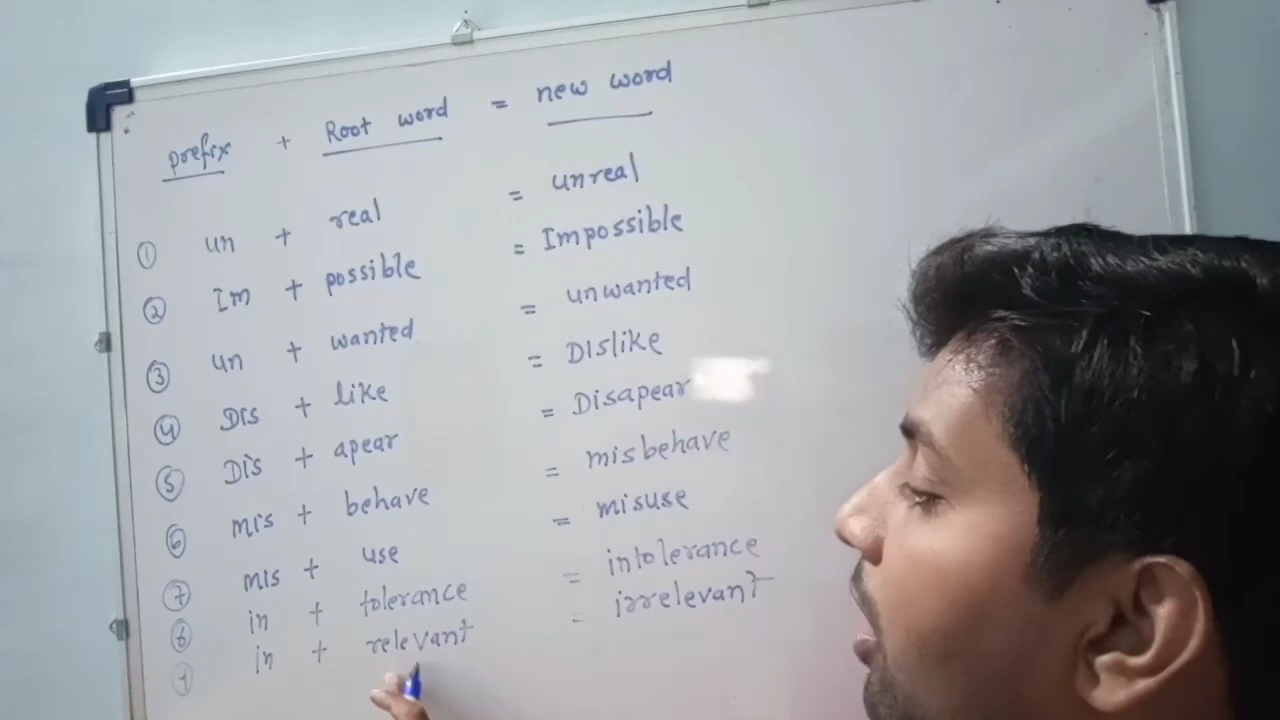 prefix + Root word = new word
① un + real = unreal
② Im + possible = Impossible
③ un + wanted = unwanted
④ Dis + like = Dislike
⑤ Dis + apear = Disapear
⑥ mis + behave = misbehave
⑦ mis + use = misuse
⑧ in + tolerance = intolerance
⑨ in + relevant = irrelevant